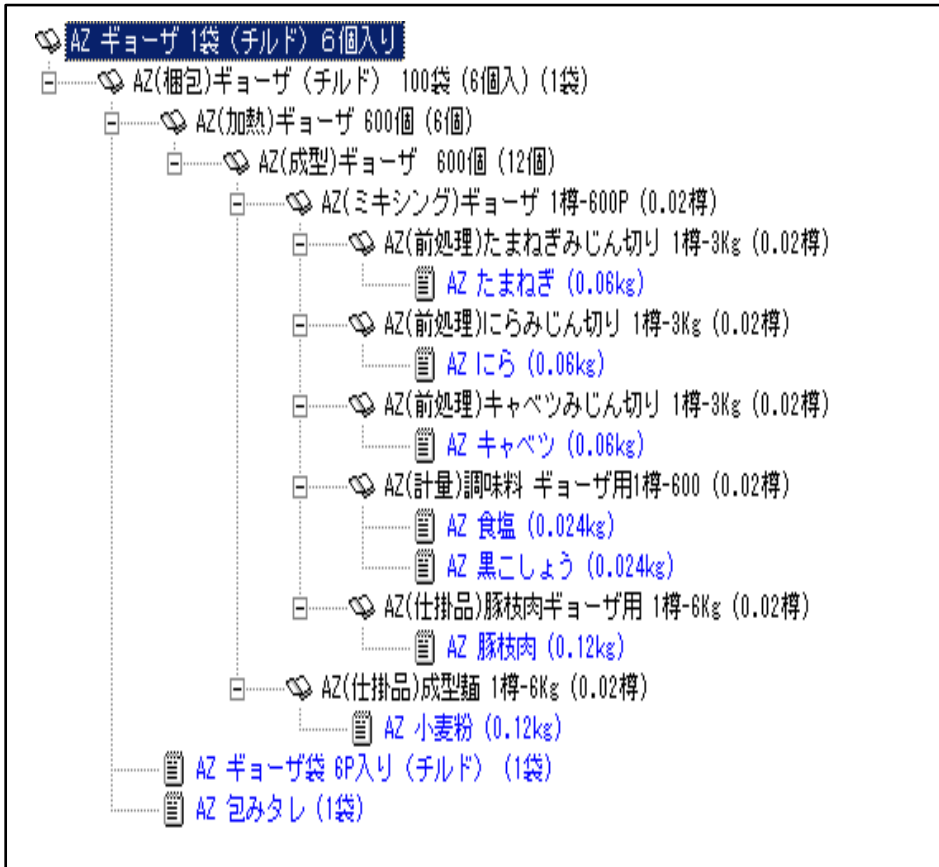 AZ ギョーザ 1袋 (チルド) 6個入り
AZ(梱包)ギョーザ (チルド) 100袋 (6個入) (1袋)
AZ(加熱)ギョーザ 600個 (6個)
AZ(成型)ギョーザ 600個 (12個)
AZ(ミキシング)ギョーザ 1樽-600P (0.02樽)
AZ(前処理)たまねぎみじん切り 1樽-3Kg (0.02樽)
AZ たまねぎ (0.06kg)
AZ(前処理)にらみじん切り 1樽-3Kg (0.02樽)
AZ にら (0.06kg)
AZ(前処理)キャベツみじん切り 1樽-3Kg (0.02樽)
AZ キャベツ (0.06kg)
AZ(計量)調味料 ギョーザ用1樽-600 (0.02樽)
AZ 食塩 (0.024kg)
AZ 黒こしょう (0.024kg)
AZ(仕掛品)豚枝肉ギョーザ用 1樽-6Kg (0.02樽)
AZ 豚枝肉 (0.12kg)
AZ(仕掛品)成型麺 1樽-6Kg (0.02樽)
AZ 小麦粉 (0.12kg)
AZ ギョーザ袋 6P入り (チルド) (1袋)
AZ 包みタレ (1袋)